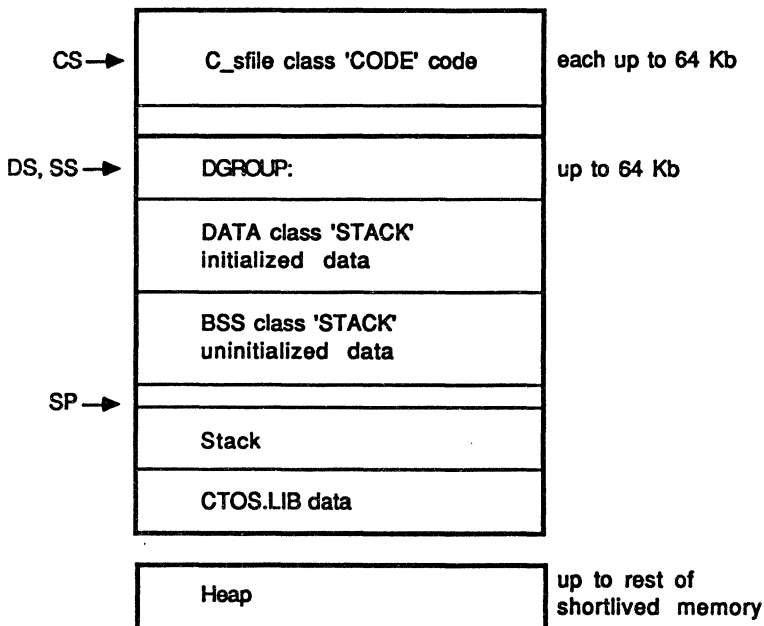 CS
C_sfile class 'CODE' code
each up to 64 Kb
DS, SS
DGROUP:
up to 64 Kb
DATA class 'STACK'
initialized data
BSS class 'STACK'
uninitialized data
SP
Stack
CTOS.LIB data
Heap
up to rest of
shortlived memory